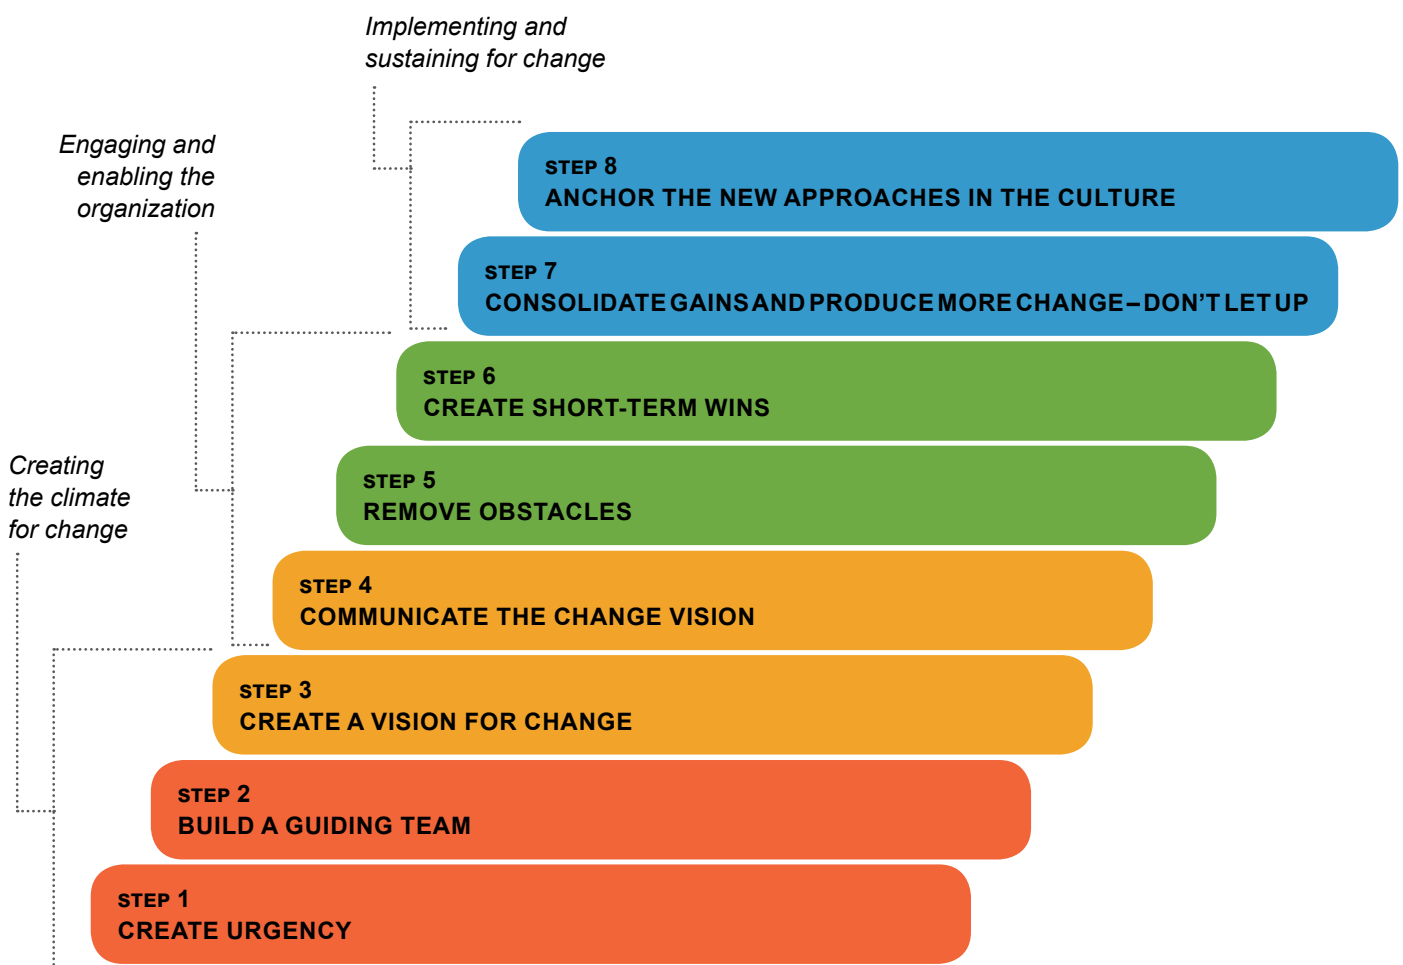 Implementing and
sustaining for change
Engaging and
enabling the
organization
STEP 8
ANCHOR THE NEW APPROACHES IN THE CULTURE
STEP 7
CONSOLIDATE GAINS AND PRODUCE MORE CHANGE – DON’T LET UP
STEP 6
CREATE SHORT-TERM WINS
Creating
the climate
for change
STEP 5
REMOVE OBSTACLES
STEP 4
COMMUNICATE THE CHANGE VISION
STEP 3
CREATE A VISION FOR CHANGE
STEP 2
BUILD A GUIDING TEAM
STEP 1
CREATE URGENCY